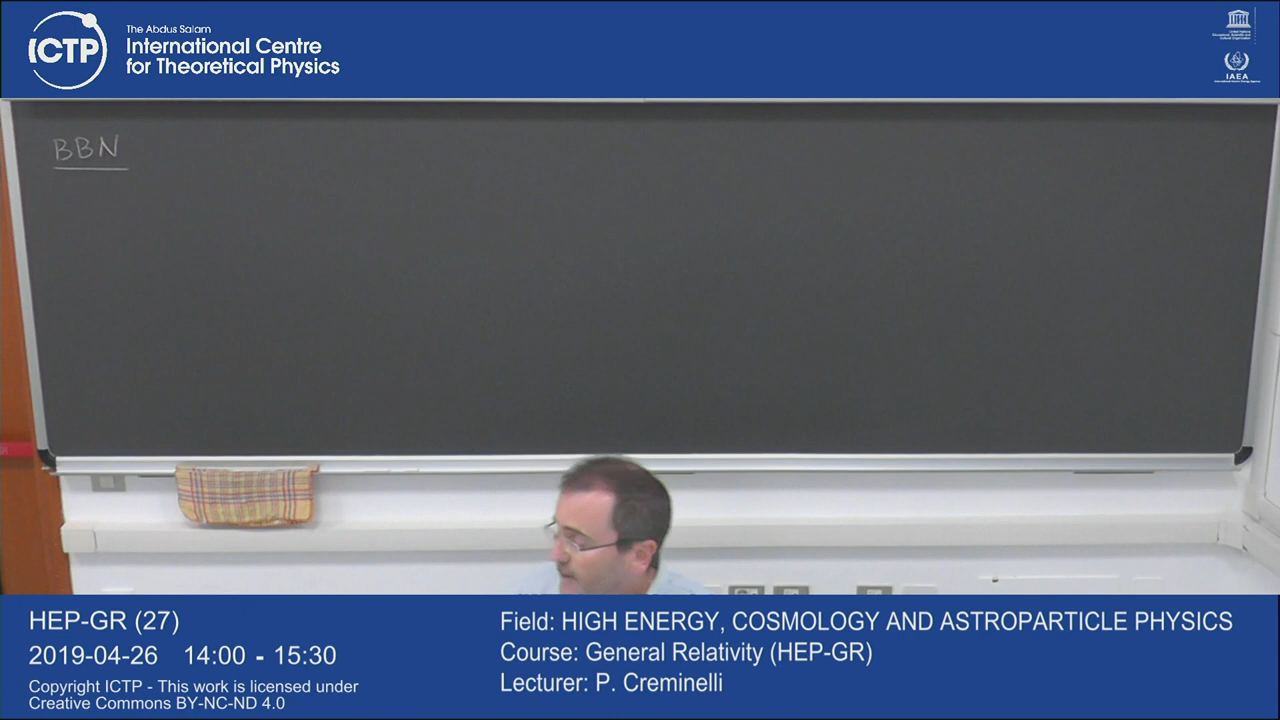 ICTP
The Abdus Salam
International Centre
for Theoretical Physics
IAEA
BBN
HEP-GR (27)
2019-04-26 14:00 - 15:30
Copyright ICTP - This work is licensed under
Creative Commons BY-NC-ND 4.0
Field: HIGH ENERGY, COSMOLOGY AND ASTROPARTICLE PHYSICS
Course: General Relativity (HEP-GR)
Lecturer: P. Creminelli